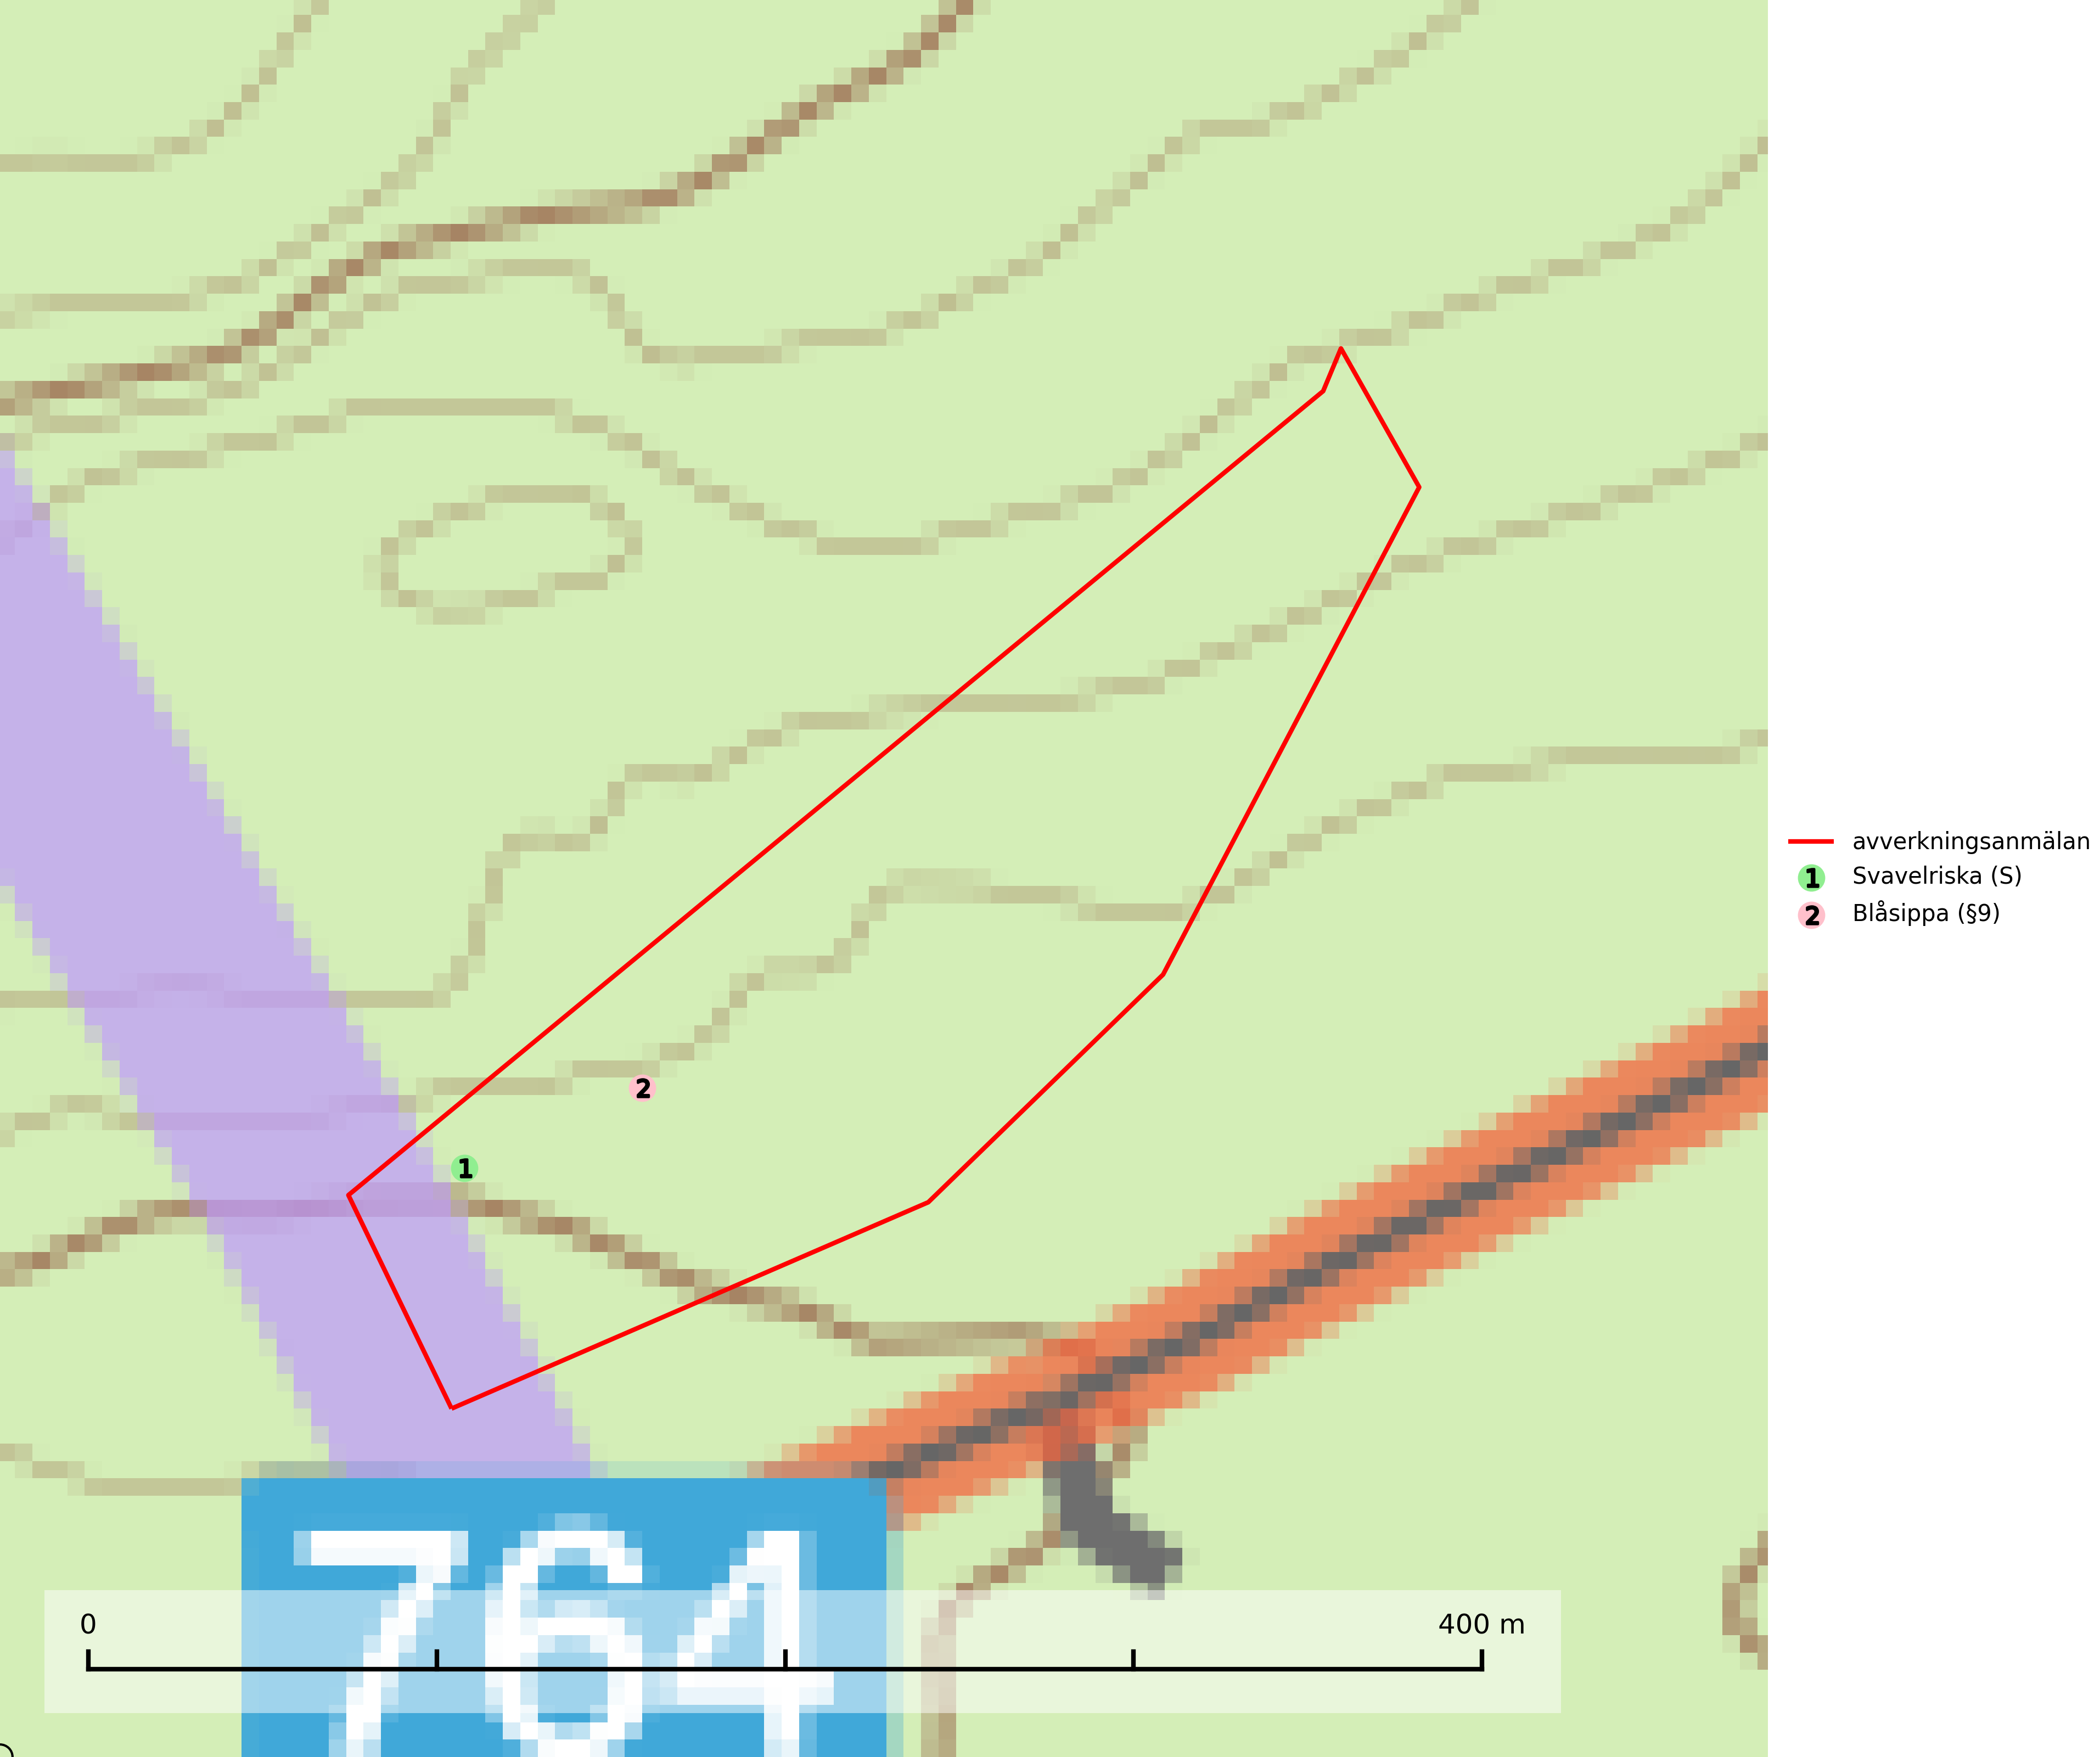 avverkningsanmälan
1 Svavelriska (S)
2 Blåsippa (§9)
2
1
764
0 400 m